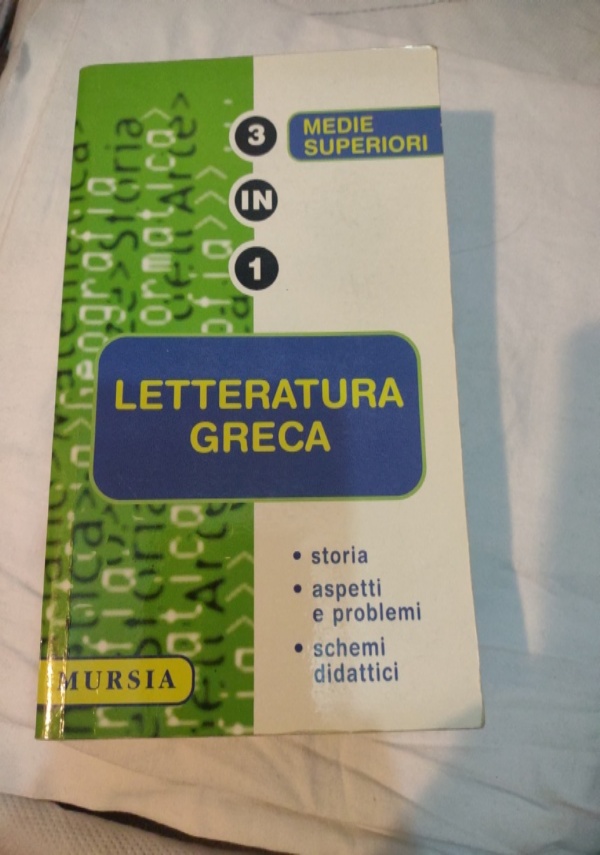 3
MEDIE
SUPERIORI
IN
1
LETTERATURA
GRECA
• storia
• aspetti
e problemi
• schemi
didattici
MURSIA